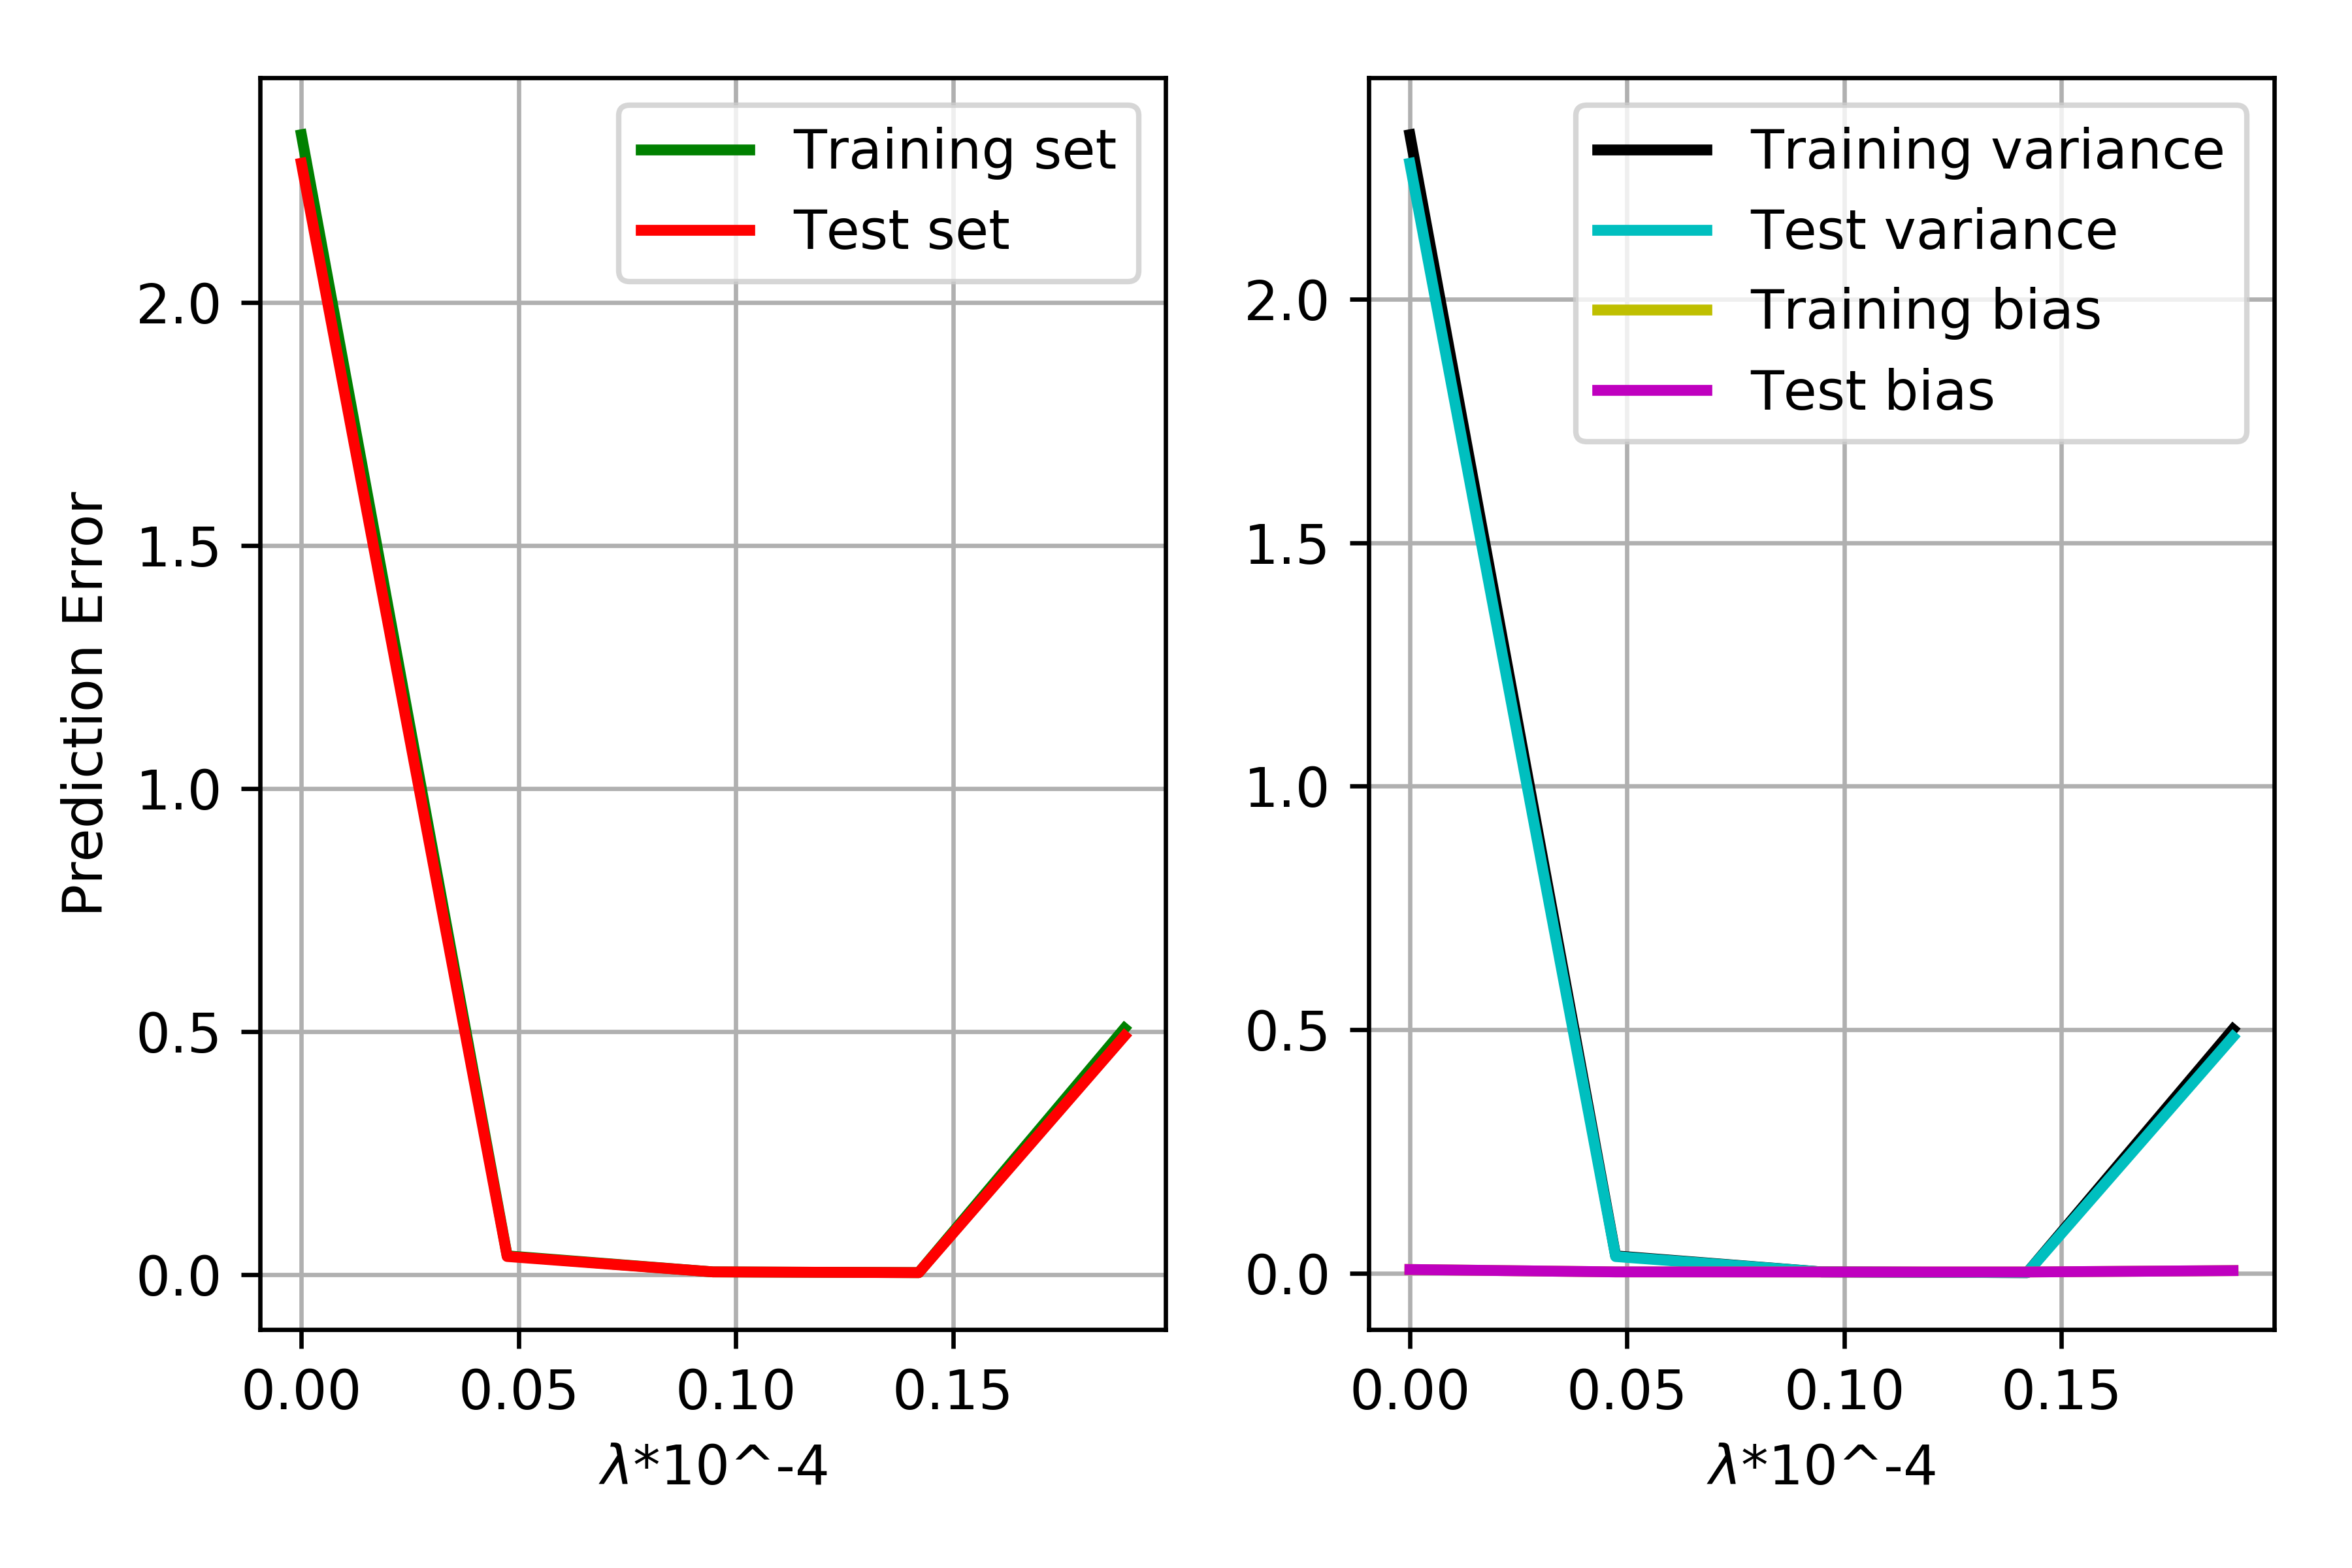 Prediction Error
2.0
1.5
1.0
0.5
0.0
0.00 0.05 0.10 0.15
λ*10^-4
Training set
Test set
2.0
1.5
1.0
0.5
0.0
0.00 0.05 0.10 0.15
λ*10^-4
Training variance
Test variance
Training bias
Test bias